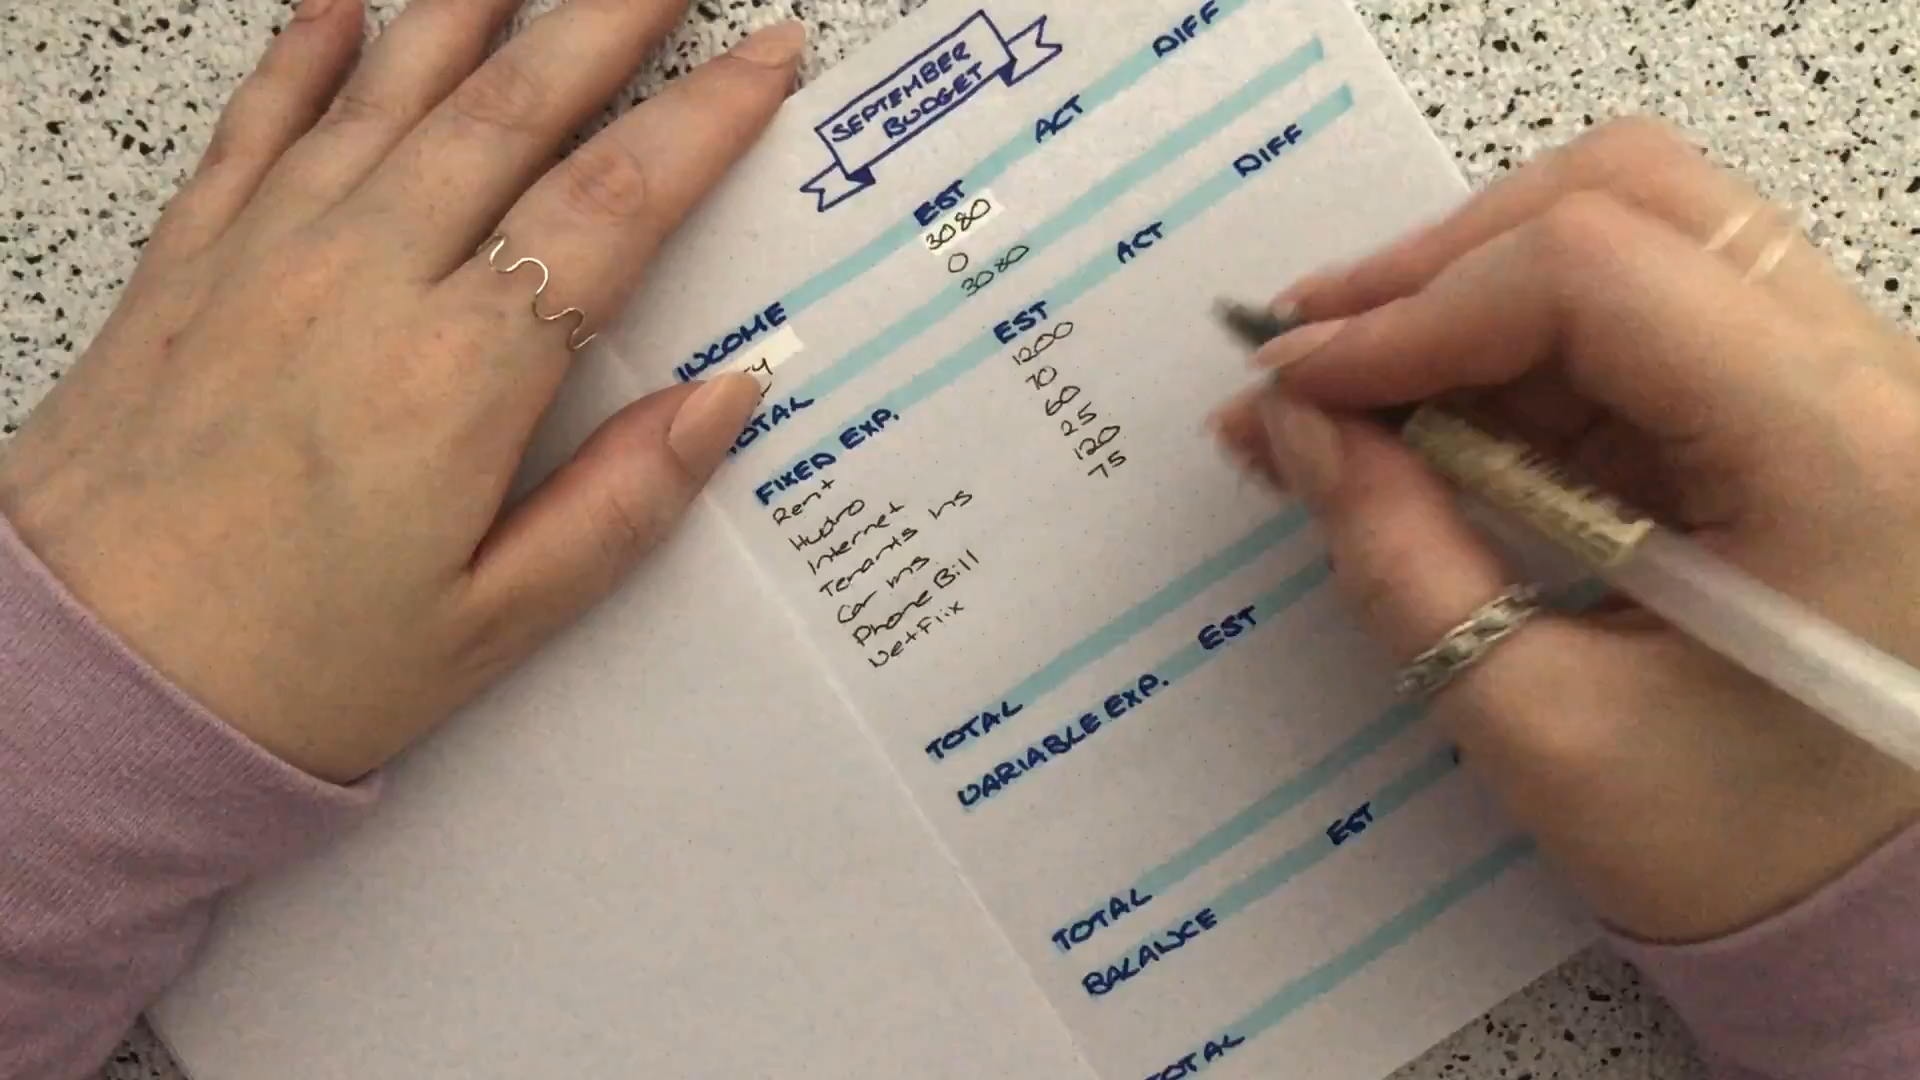 SEPTEMBER
BUDGET
INCOME EST ACT DIFF
3080
0
TOTAL 3080
FIXED EXP. EST ACT DIFF
Rent 1200
Hydro 70
Internet 60
Tenants Ins 25
Car Ins 120
Phone Bill 75
Netflix
TOTAL
VARIABLE EXP. EST
TOTAL
BALANCE EST
TOTAL